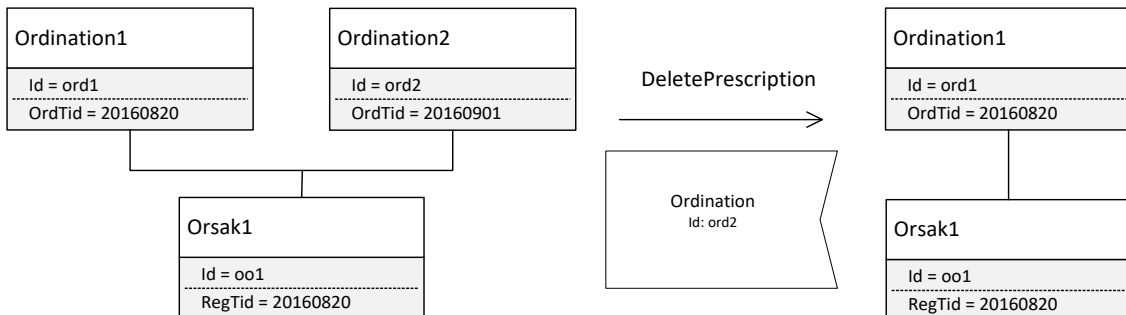 Ordination1
Id = ord1
OrdTid = 20160820
Ordination2
Id = ord2
OrdTid = 20160901
Orsak1
Id = oo1
RegTid = 20160820
DeletePrescription
Ordination
Id: ord2
Ordination1
Id = ord1
OrdTid = 20160820
Orsak1
Id = oo1
RegTid = 20160820